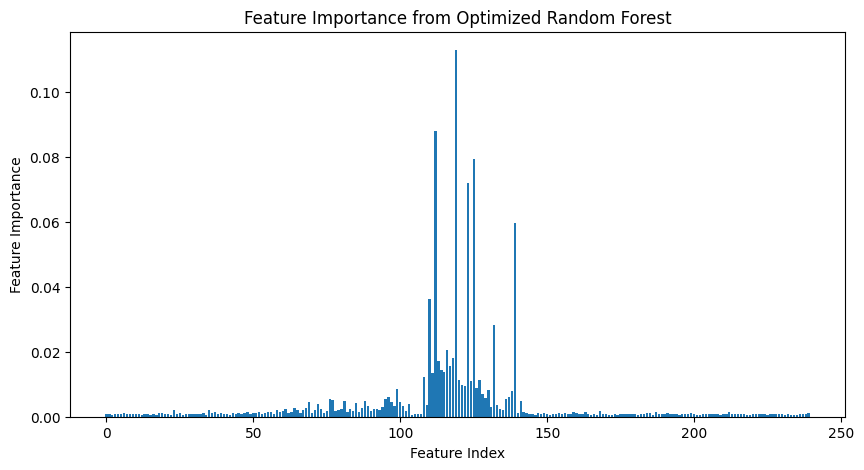 Feature Importance from Optimized Random Forest
Feature Importance
0.10
0.08
0.06
0.04
0.02
0.00
0 50 100 150 200 250
Feature Index